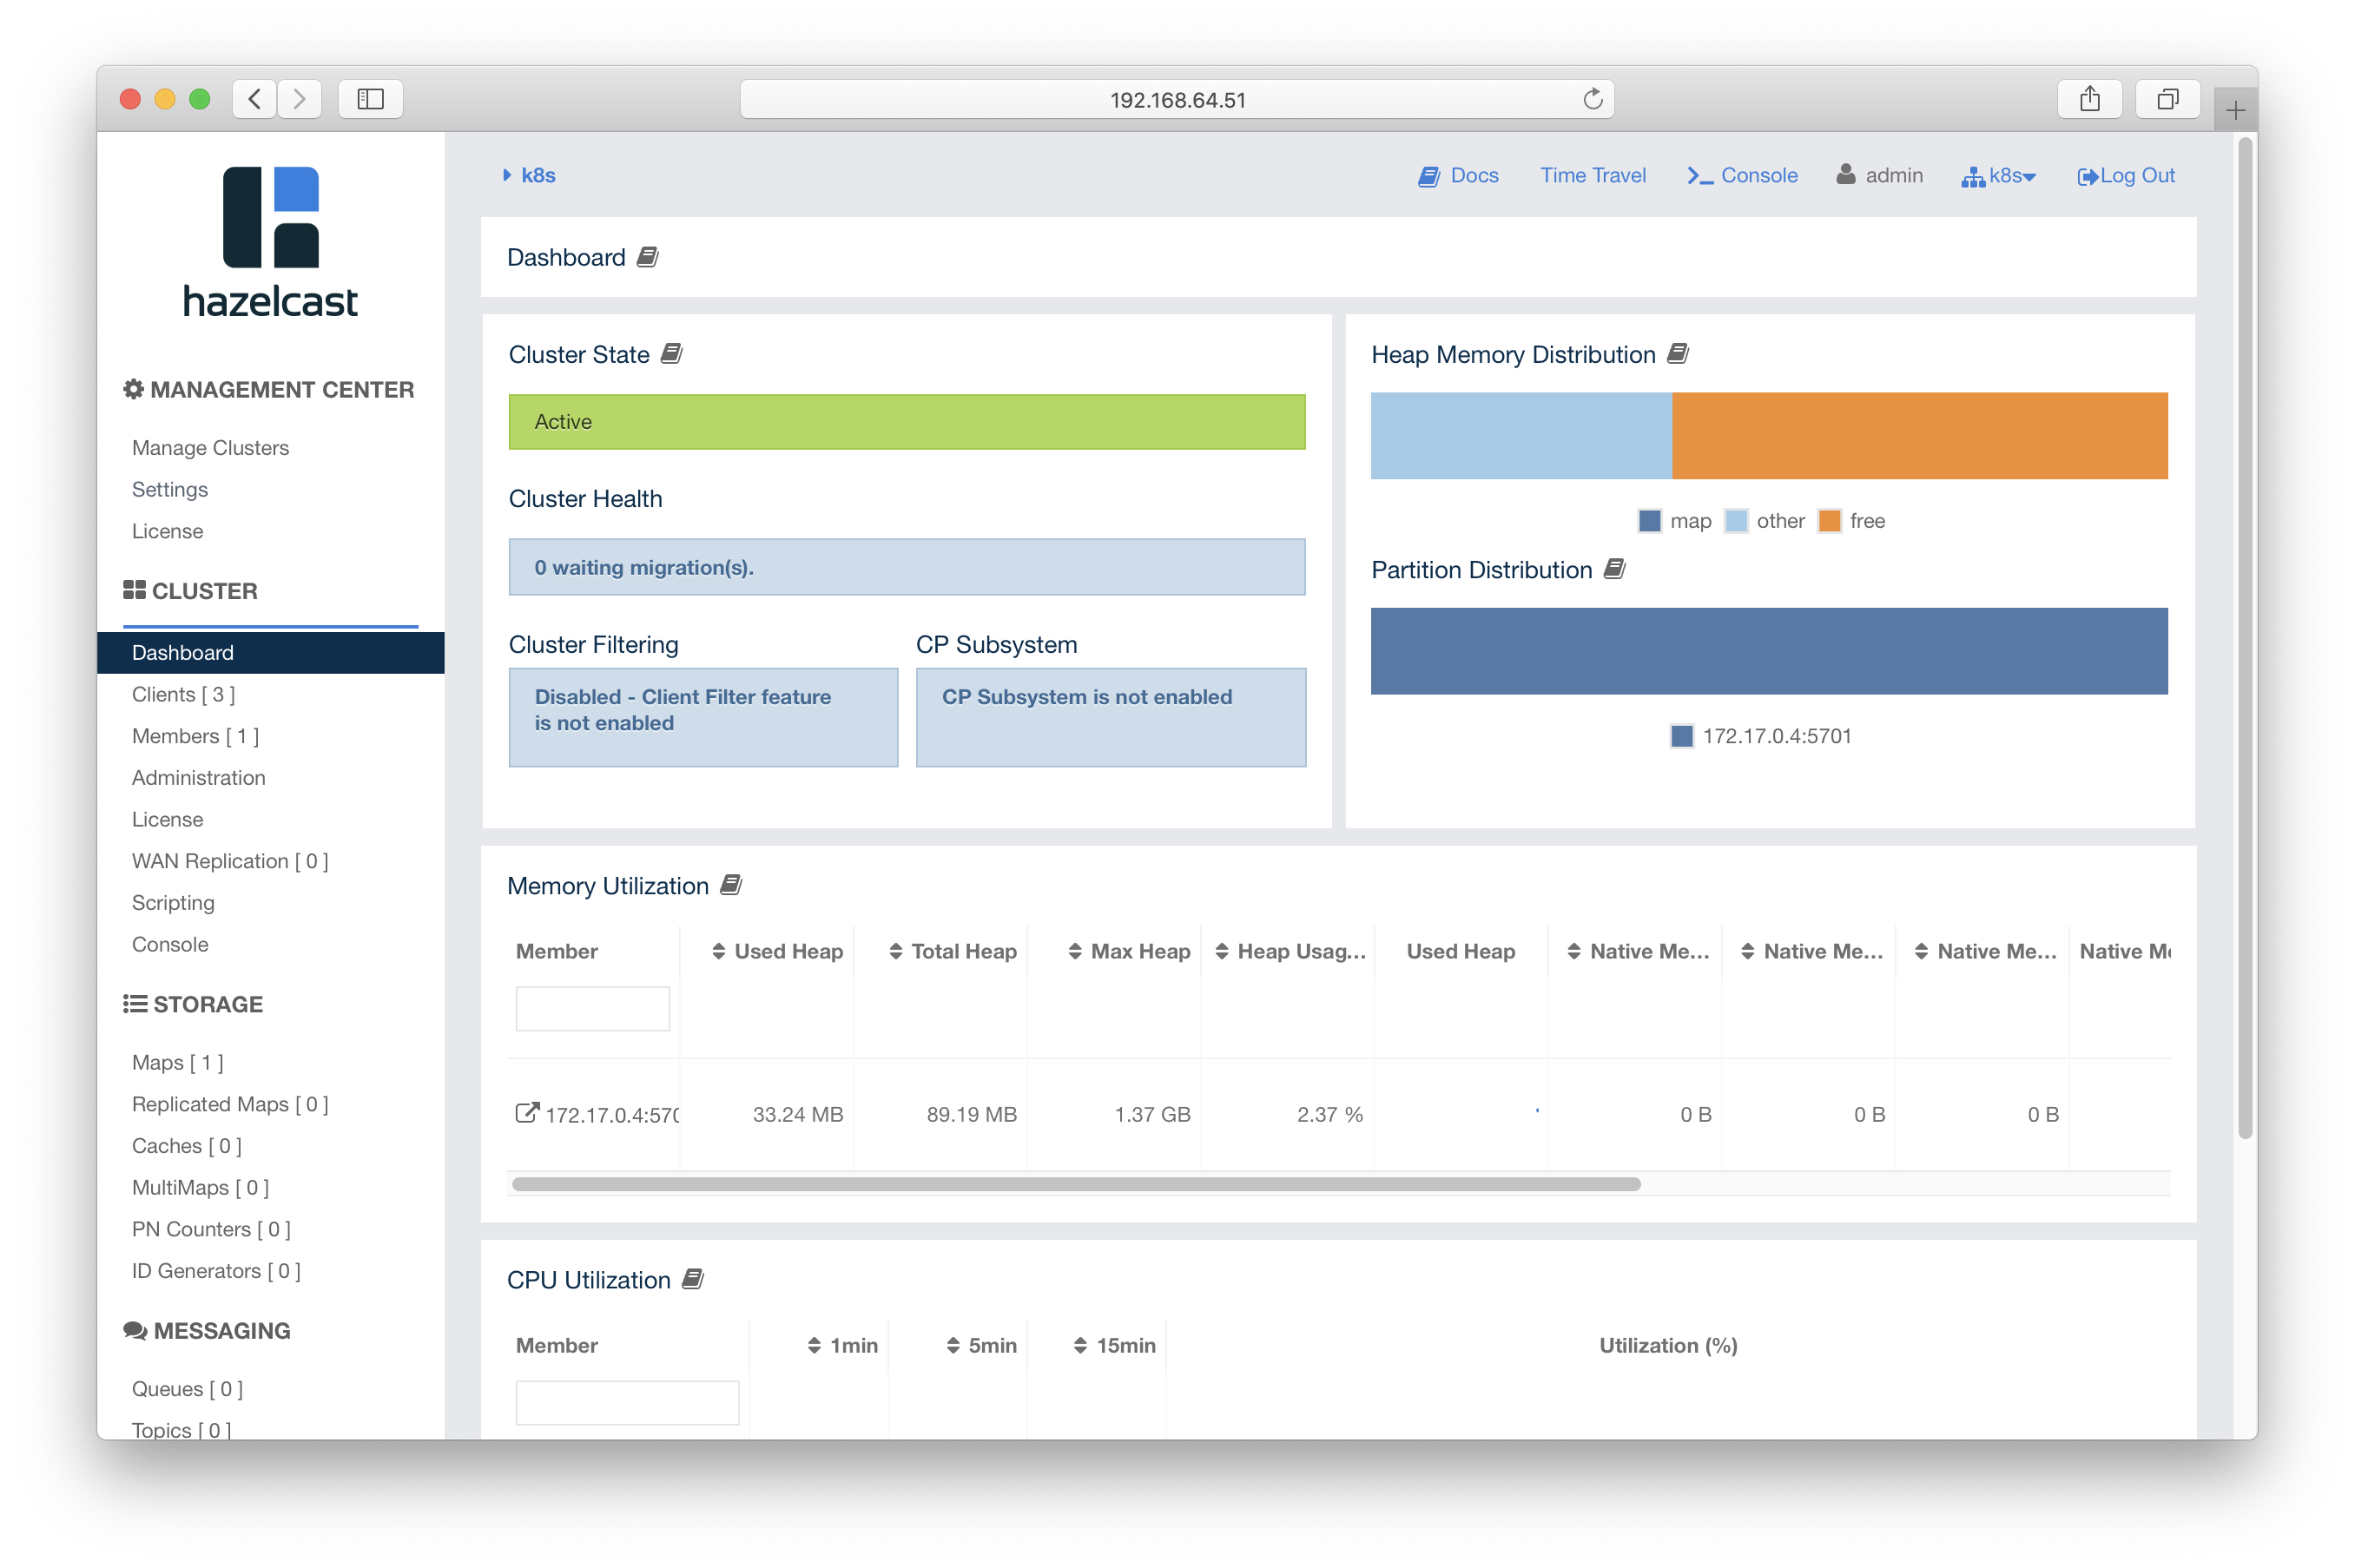 192.168.64.51
hazelcast
MANAGEMENT CENTER
Manage Clusters
Settings
License
CLUSTER
Dashboard
Clients [ 3 ]
Members [ 1 ]
Administration
License
WAN Replication [ 0 ]
Scripting
Console
STORAGE
Maps [ 1 ]
Replicated Maps [ 0 ]
Caches [ 0 ]
MultiMaps [ 0 ]
PN Counters [ 0 ]
ID Generators [ 0 ]
MESSAGING
Queues [ 0 ]
Topics [ 0 ]
k8s Docs Time Travel Console admin k8s Log Out
Dashboard
Cluster State
Active
Cluster Health
0 waiting migration(s).
Cluster Filtering
Disabled - Client Filter feature
is not enabled
CP Subsystem
CP Subsystem is not enabled
Heap Memory Distribution
map other free
Partition Distribution
172.17.0.4:5701
Memory Utilization
Member Used Heap Total Heap Max Heap Heap Usag... Used Heap Native Me... Native Me... Native Me... Native
172.17.0.4:570 33.24 MB 89.19 MB 1.37 GB 2.37 % 0 B 0 B 0 B
CPU Utilization
Member 1min 5min 15min Utilization (%)